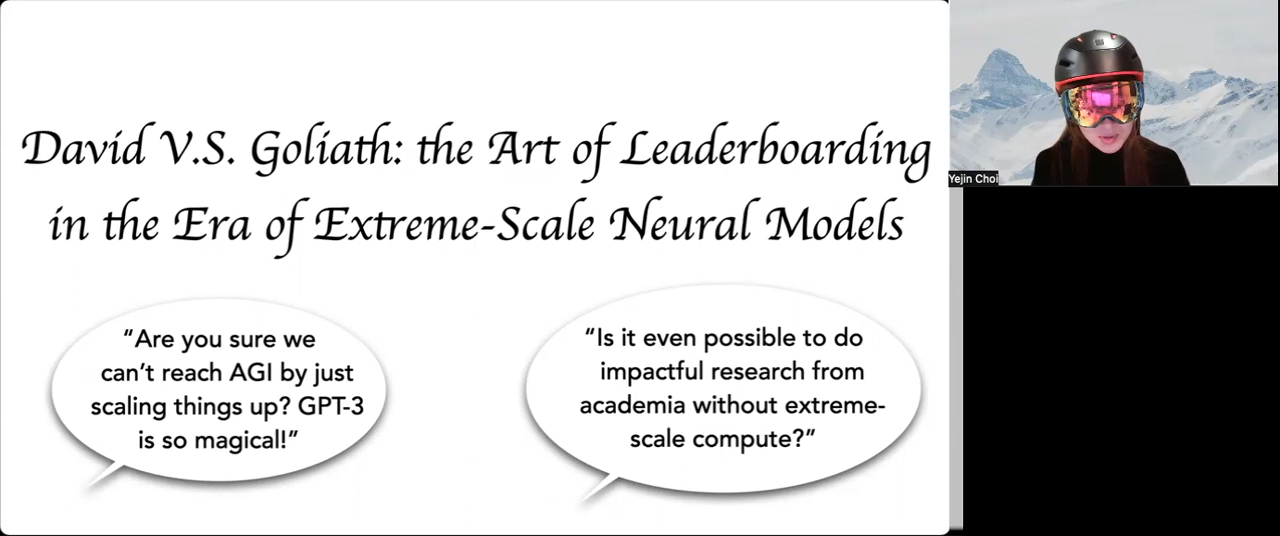 David V.S. Goliath: the Art of Leaderboarding
in the Era of Extreme-Scale Neural Models
“Are you sure we
can’t reach AGI by just
scaling things up? GPT-3
is so magical!”
“Is it even possible to do
impactful research from
academia without extreme-
scale compute?”
Yejin Choi